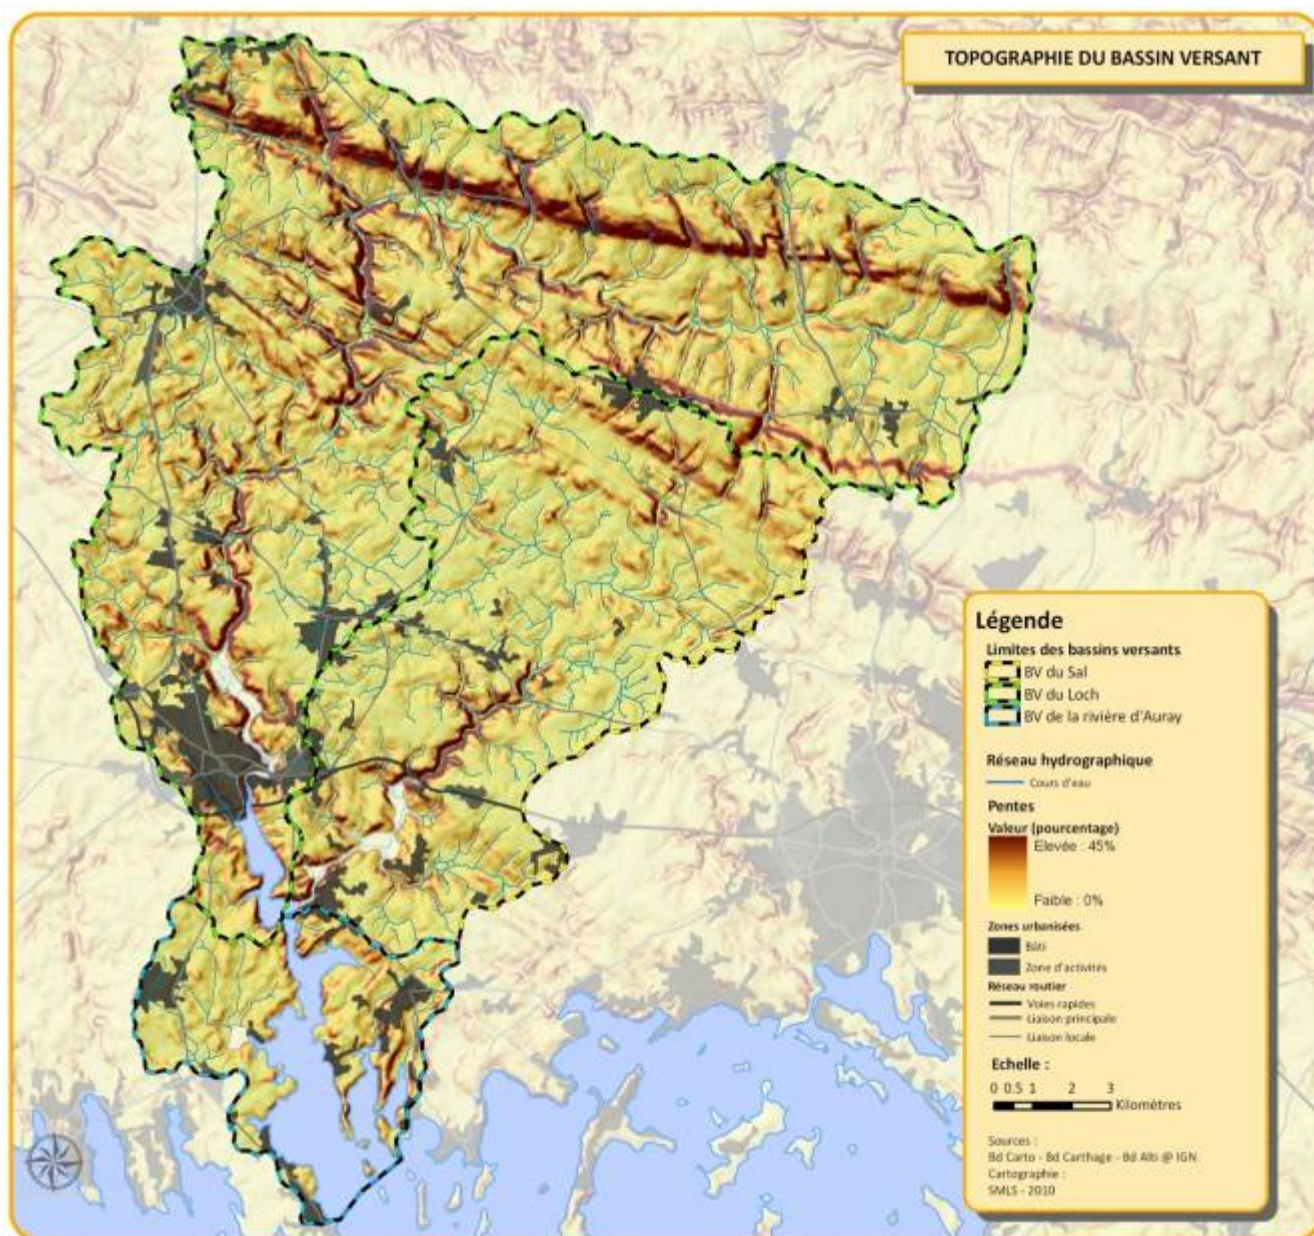 TOPOGRAPHIE DU BASSIN VERSANT
Légende
Limites des bassins versants
BV du Sal
BV du Loch
BV de la rivière d'Auray
Réseau hydrographique
Cours d'eau
Pentes
Valeur (pourcentage)
Elevée : 45%
Faible : 0%
Zones urbanisées
Bâti
Zone d'activités
Réseau routier
Voies rapides
Liaison principale
Liaison locale
Echelle :
0 0.5 1 2 3
Kilomètres
Sources :
Bd Carto - Bd Carthage - Bd Alti @ IGN
Cartographie :
SMLS - 2010